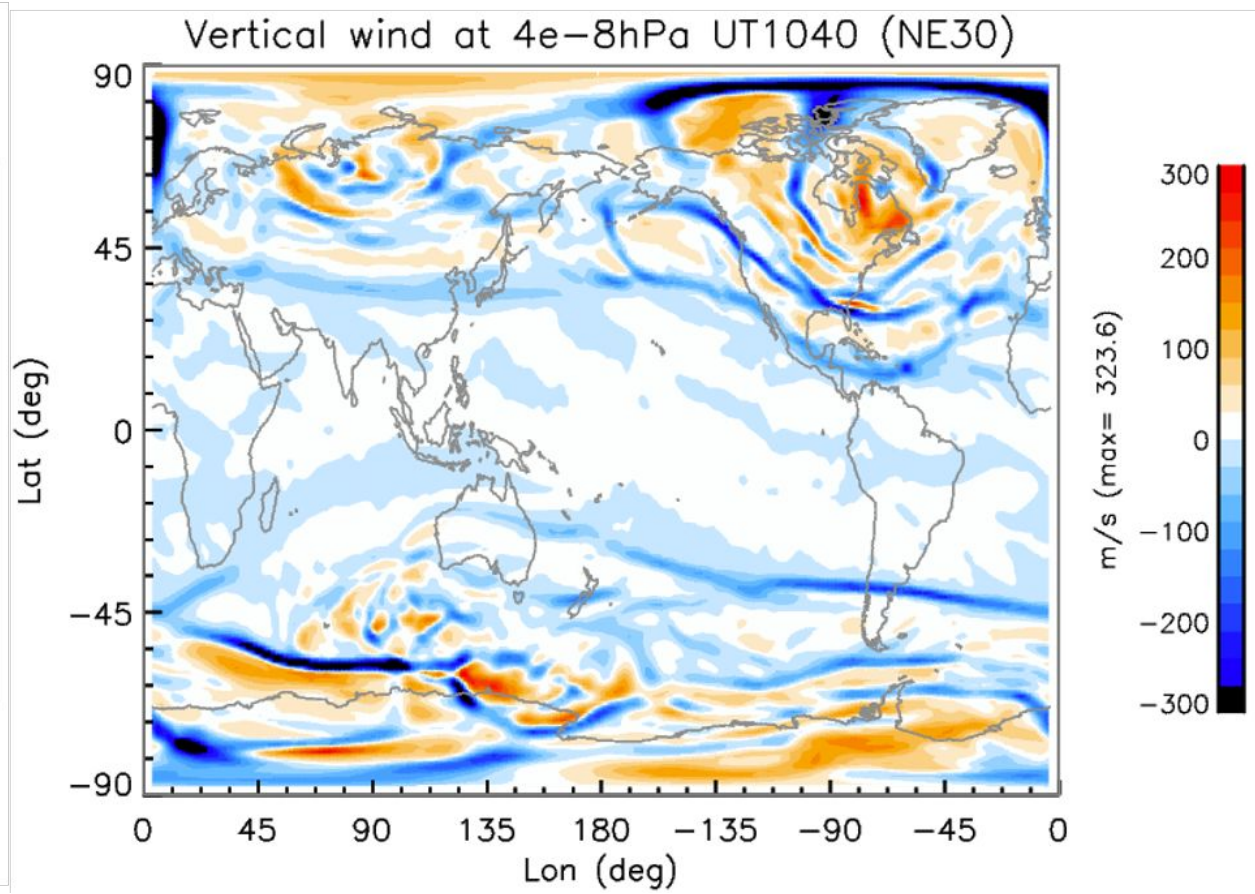 Vertical wind at 4e−8hPa UT1040 (NE30)
90
45
0
−45
−90
Lat (deg)
0 45 90 135 180 −135 −90 −45 0
Lon (deg)
300
200
100
0
−100
−200
−300
m/s (max= 323.6)